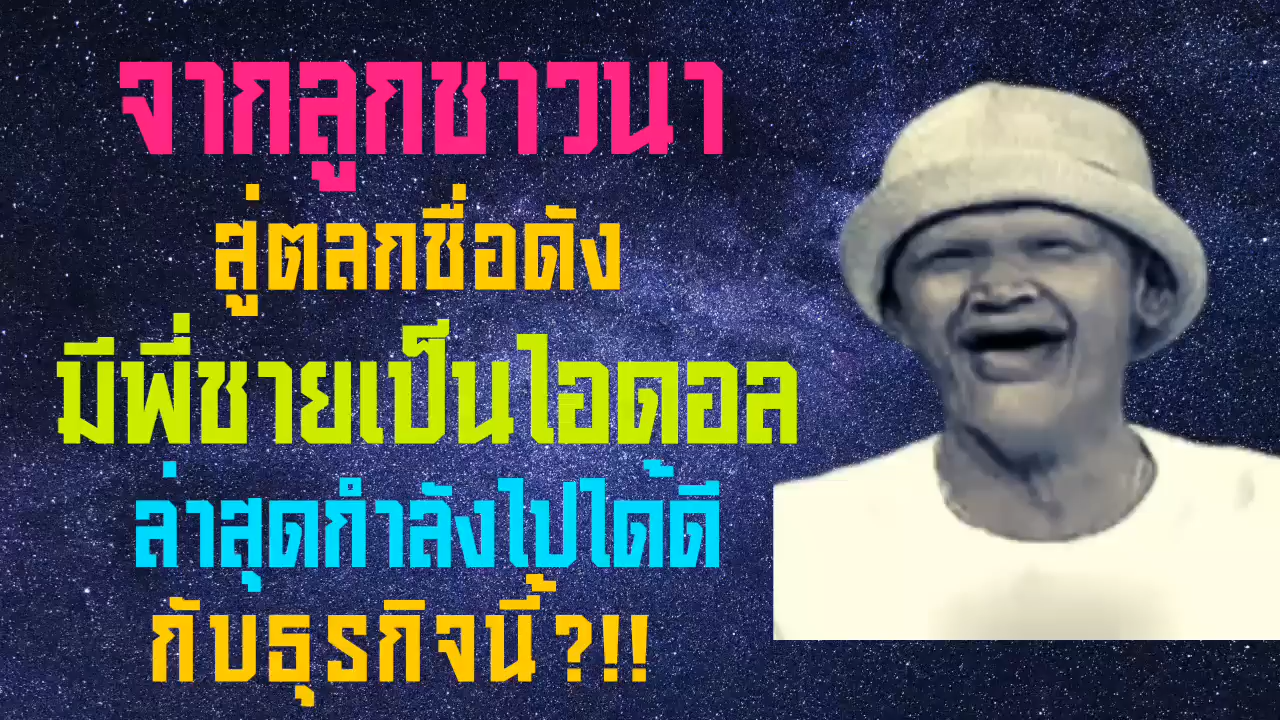 จากลูกชาวนา
สู่ตลกชื่อดัง
มีพี่ชายเป็นไอดอล
ล่าสุดกำลังไปได้ดี
กับธุรกิจนี้?!!